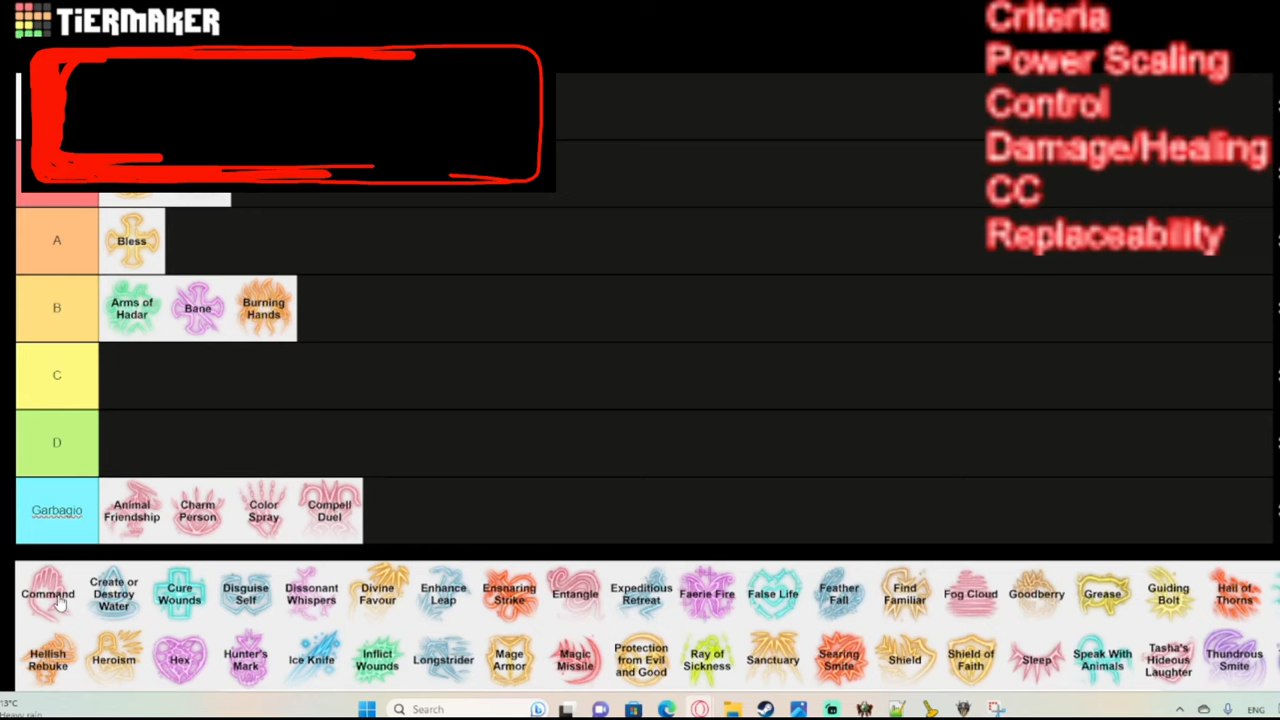 TiERMAKER
Criteria
Power Scaling
Control
Damage/Healing
CC
Replaceability
A
Bless
B
Arms of
Hadar
Bane
Burning
Hands
C
D
Garbagio
Animal
Friendship
Charm
Person
Color
Spray
Compell
Duel
Command
Create or
Destroy
Water
Cure
Wounds
Disguise
Self
Dissonant
Whispers
Divine
Favour
Enhance
Leap
Ensnaring
Strike
Entangle
Expeditious
Retreat
Faerie Fire
False Life
Feather
Fall
Find
Familiar
Fog Cloud
Goodberry
Grease
Guiding
Bolt
Hail of
Thorns
Hellish
Rebuke
Heroism
Hex
Hunter's
Mark
Ice Knife
Inflict
Wounds
Longstrider
Mage
Armor
Magic
Missile
Protection
from Evil
and Good
Ray of
Sickness
Sanctuary
Searing
Smite
Shield
Shield of
Faith
Sleep
Speak With
Animals
Tasha's
Hideous
Laughter
Thundrous
Smite
13°C
Heavy rain
Search
ENG